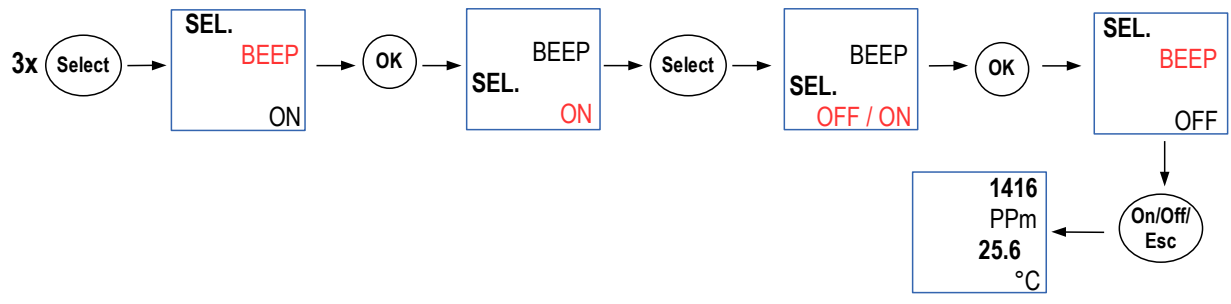 3x
Select
SEL.
BEEP
ON
OK
BEEP
SEL.
ON
Select
BEEP
SEL.
OFF / ON
OK
SEL.
BEEP
OFF
On/Off/
Esc
1416
PPm
25.6
°C